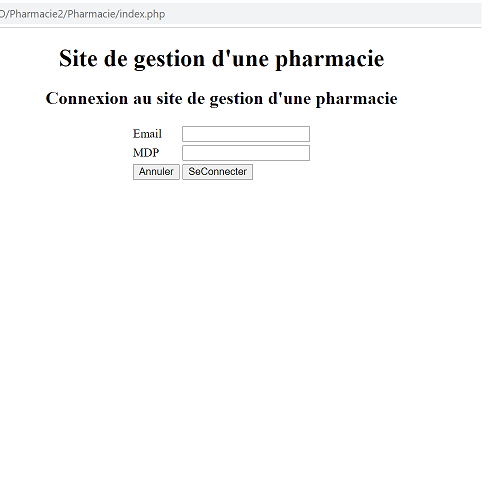 O/Pharmacie2/Pharmacie/index.php
Site de gestion d'une pharmacie
Connexion au site de gestion d'une pharmacie
Email
MDP
Annuler SeConnecter